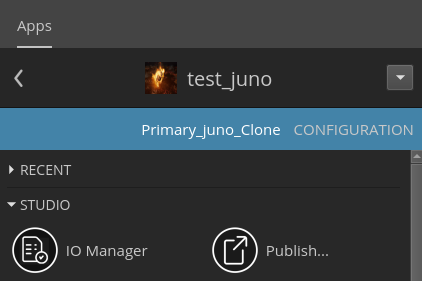 Apps
test_juno
Primary_juno_Clone CONFIGURATION
RECENT
STUDIO
IO Manager Publish...